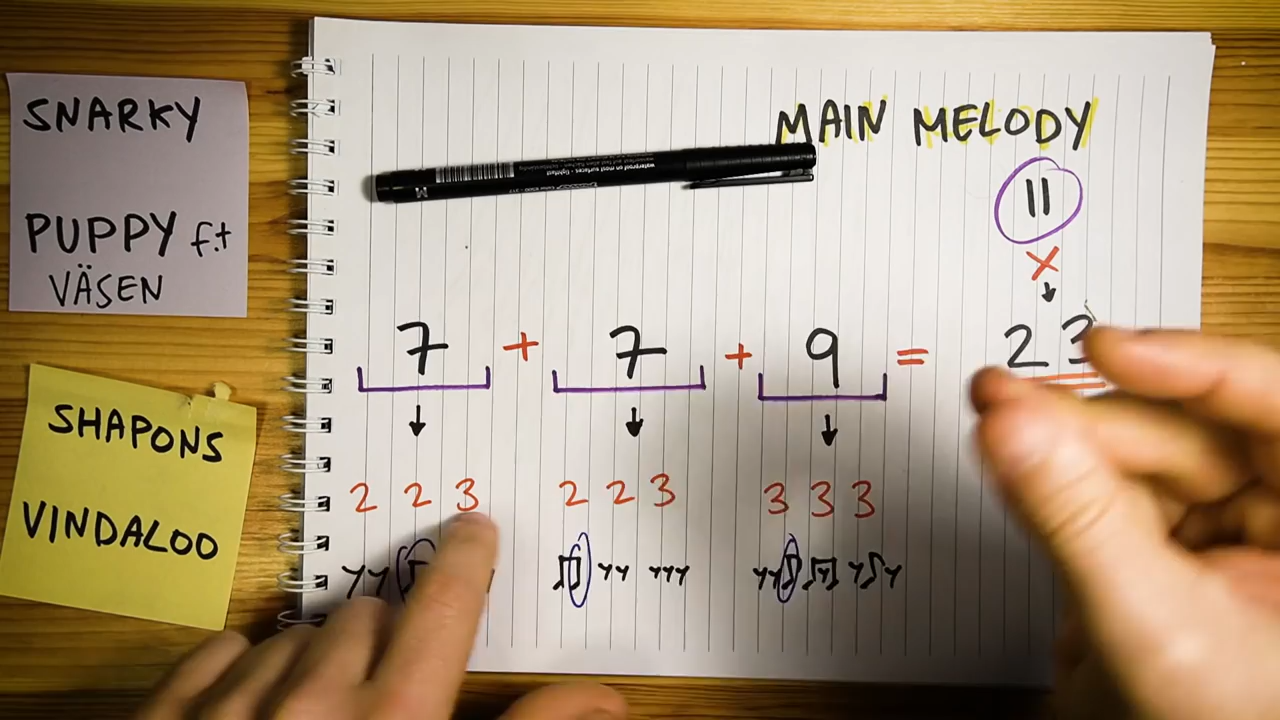 SNARKY
PUPPY f.t
VÄSEN
SHAPONS
VINDALOO
MAIN MELODY
11
x
↓
7 + 7 + 9 = 23
↓ ↓ ↓
2 2 3 2 2 3 3 3 3
M